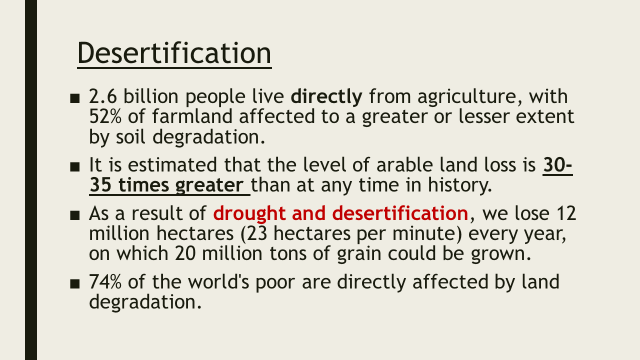 Desertification
▪ 2.6 billion people live directly from agriculture, with
52% of farmland affected to a greater or lesser extent
by soil degradation.
▪ It is estimated that the level of arable land loss is 30-
35 times greater than at any time in history.
▪ As a result of drought and desertification, we lose 12
million hectares (23 hectares per minute) every year,
on which 20 million tons of grain could be grown.
▪ 74% of the world's poor are directly affected by land
degradation.